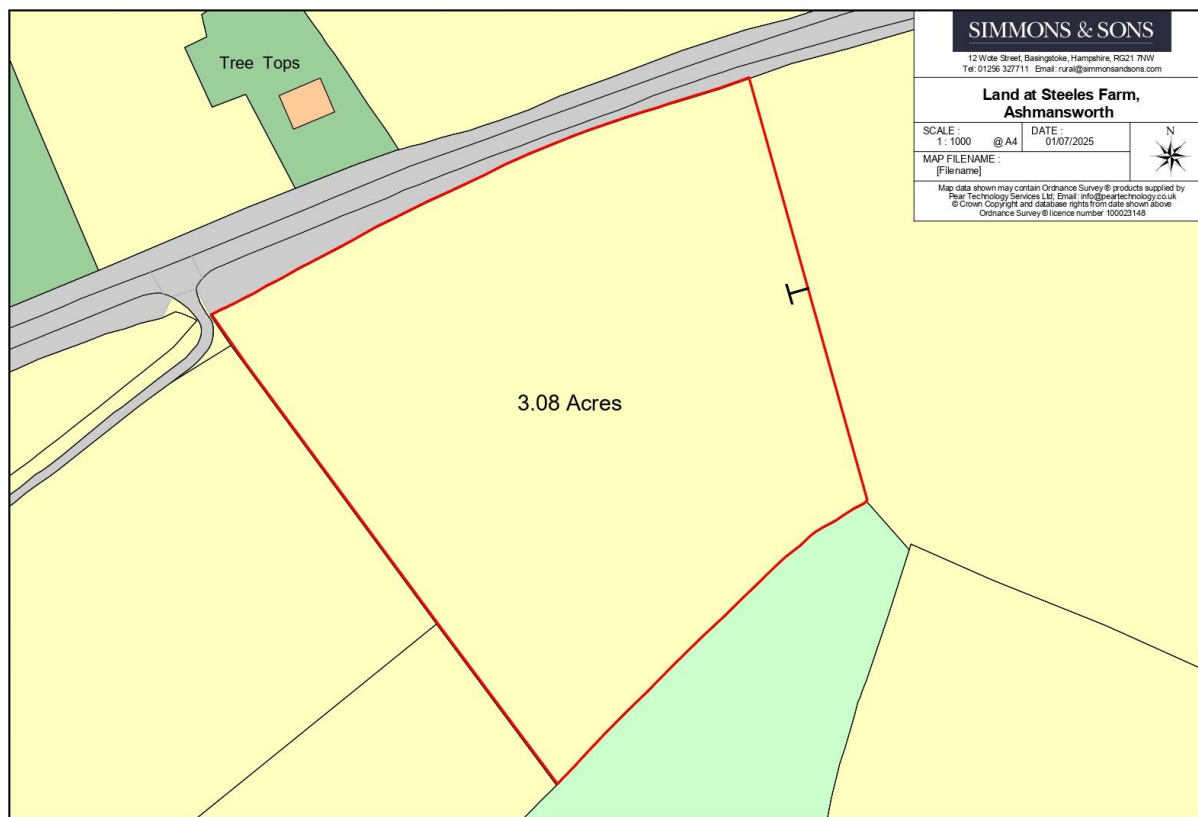 SIMMONS & SONS
12 Wote Street, Basingstoke, Hampshire, RG21 7NW
Tel: 01256 327711 Email: rural@simmonsandsons.com
Land at Steeles Farm,
Ashmansworth
SCALE :
1 : 1000 @ A4
DATE :
01/07/2025
N
MAP FILENAME :
[Filename]
Map data shown may contain Ordnance Survey ® products supplied by
Pear Technology Services Ltd; Email: info@peartechnology.co.uk
© Crown Copyright and database rights from date shown above
Ordnance Survey ® licence number 100023148
Tree Tops
3.08 Acres